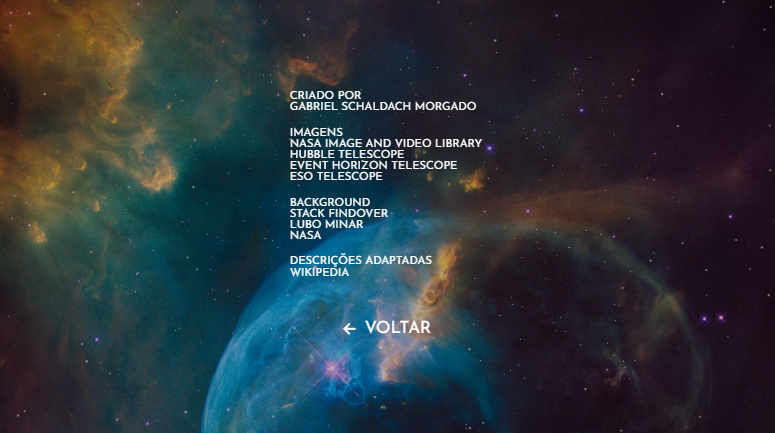 CRIADO POR
GABRIEL SCHALDACH MORGADO
IMAGENS
NASA IMAGE AND VIDEO LIBRARY
HUBBLE TELESCOPE
EVENT HORIZON TELESCOPE
ESO TELESCOPE
BACKGROUND
STACK FINDOVER
LUBO MINAR
NASA
DESCRIÇÕES ADAPTADAS
WIKIPEDIA
← VOLTAR